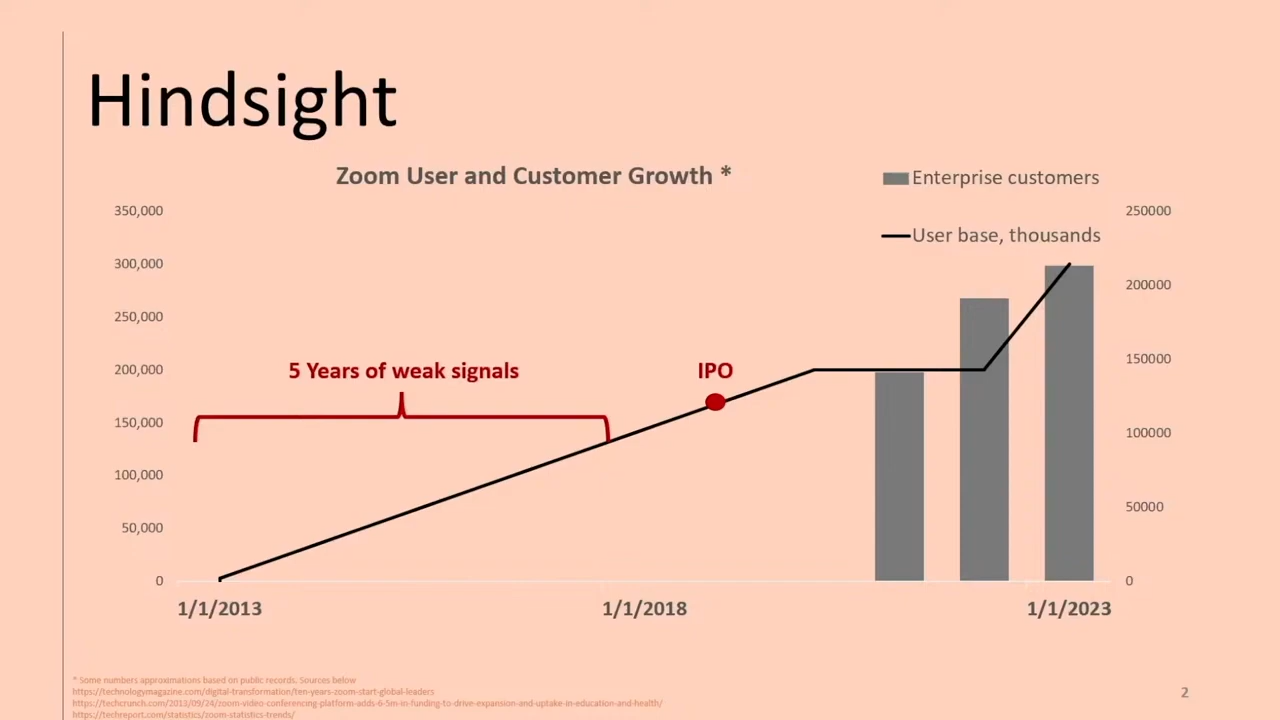 Hindsight
Zoom User and Customer Growth *
Enterprise customers
User base, thousands
350,000
300,000
250,000
200,000
150,000
100,000
50,000
0
250000
200000
150000
100000
50000
0
5 Years of weak signals
IPO
1/1/2013
1/1/2018
1/1/2023
* Some numbers approximations based on public records. Sources below
https://technologymagazine.com/digital-transformation/ten-years-zoom-start-global-leaders
https://techcrunch.com/2013/09/24/zoom-video-conferencing-platform-adds-6-5m-in-funding-to-drive-expansion-and-uptake-in-education-and-health/
https://techreport.com/statistics/zoom-statistics-trends/
2